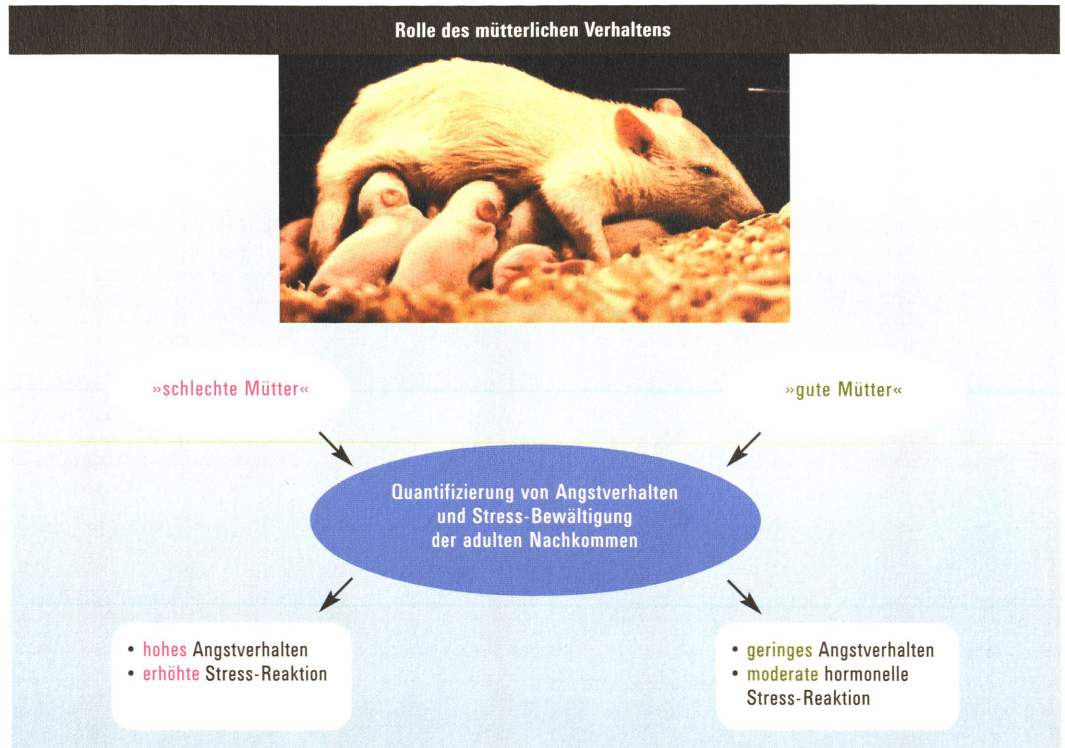 Rolle des mütterlichen Verhaltens
»schlechte Mütter«
»gute Mütter«
Quantifizierung von Angstverhalten
und Stress-Bewältigung
der adulten Nachkommen
• hohes Angstverhalten
• erhöhte Stress-Reaktion
• geringes Angstverhalten
• moderate hormonelle
Stress-Reaktion